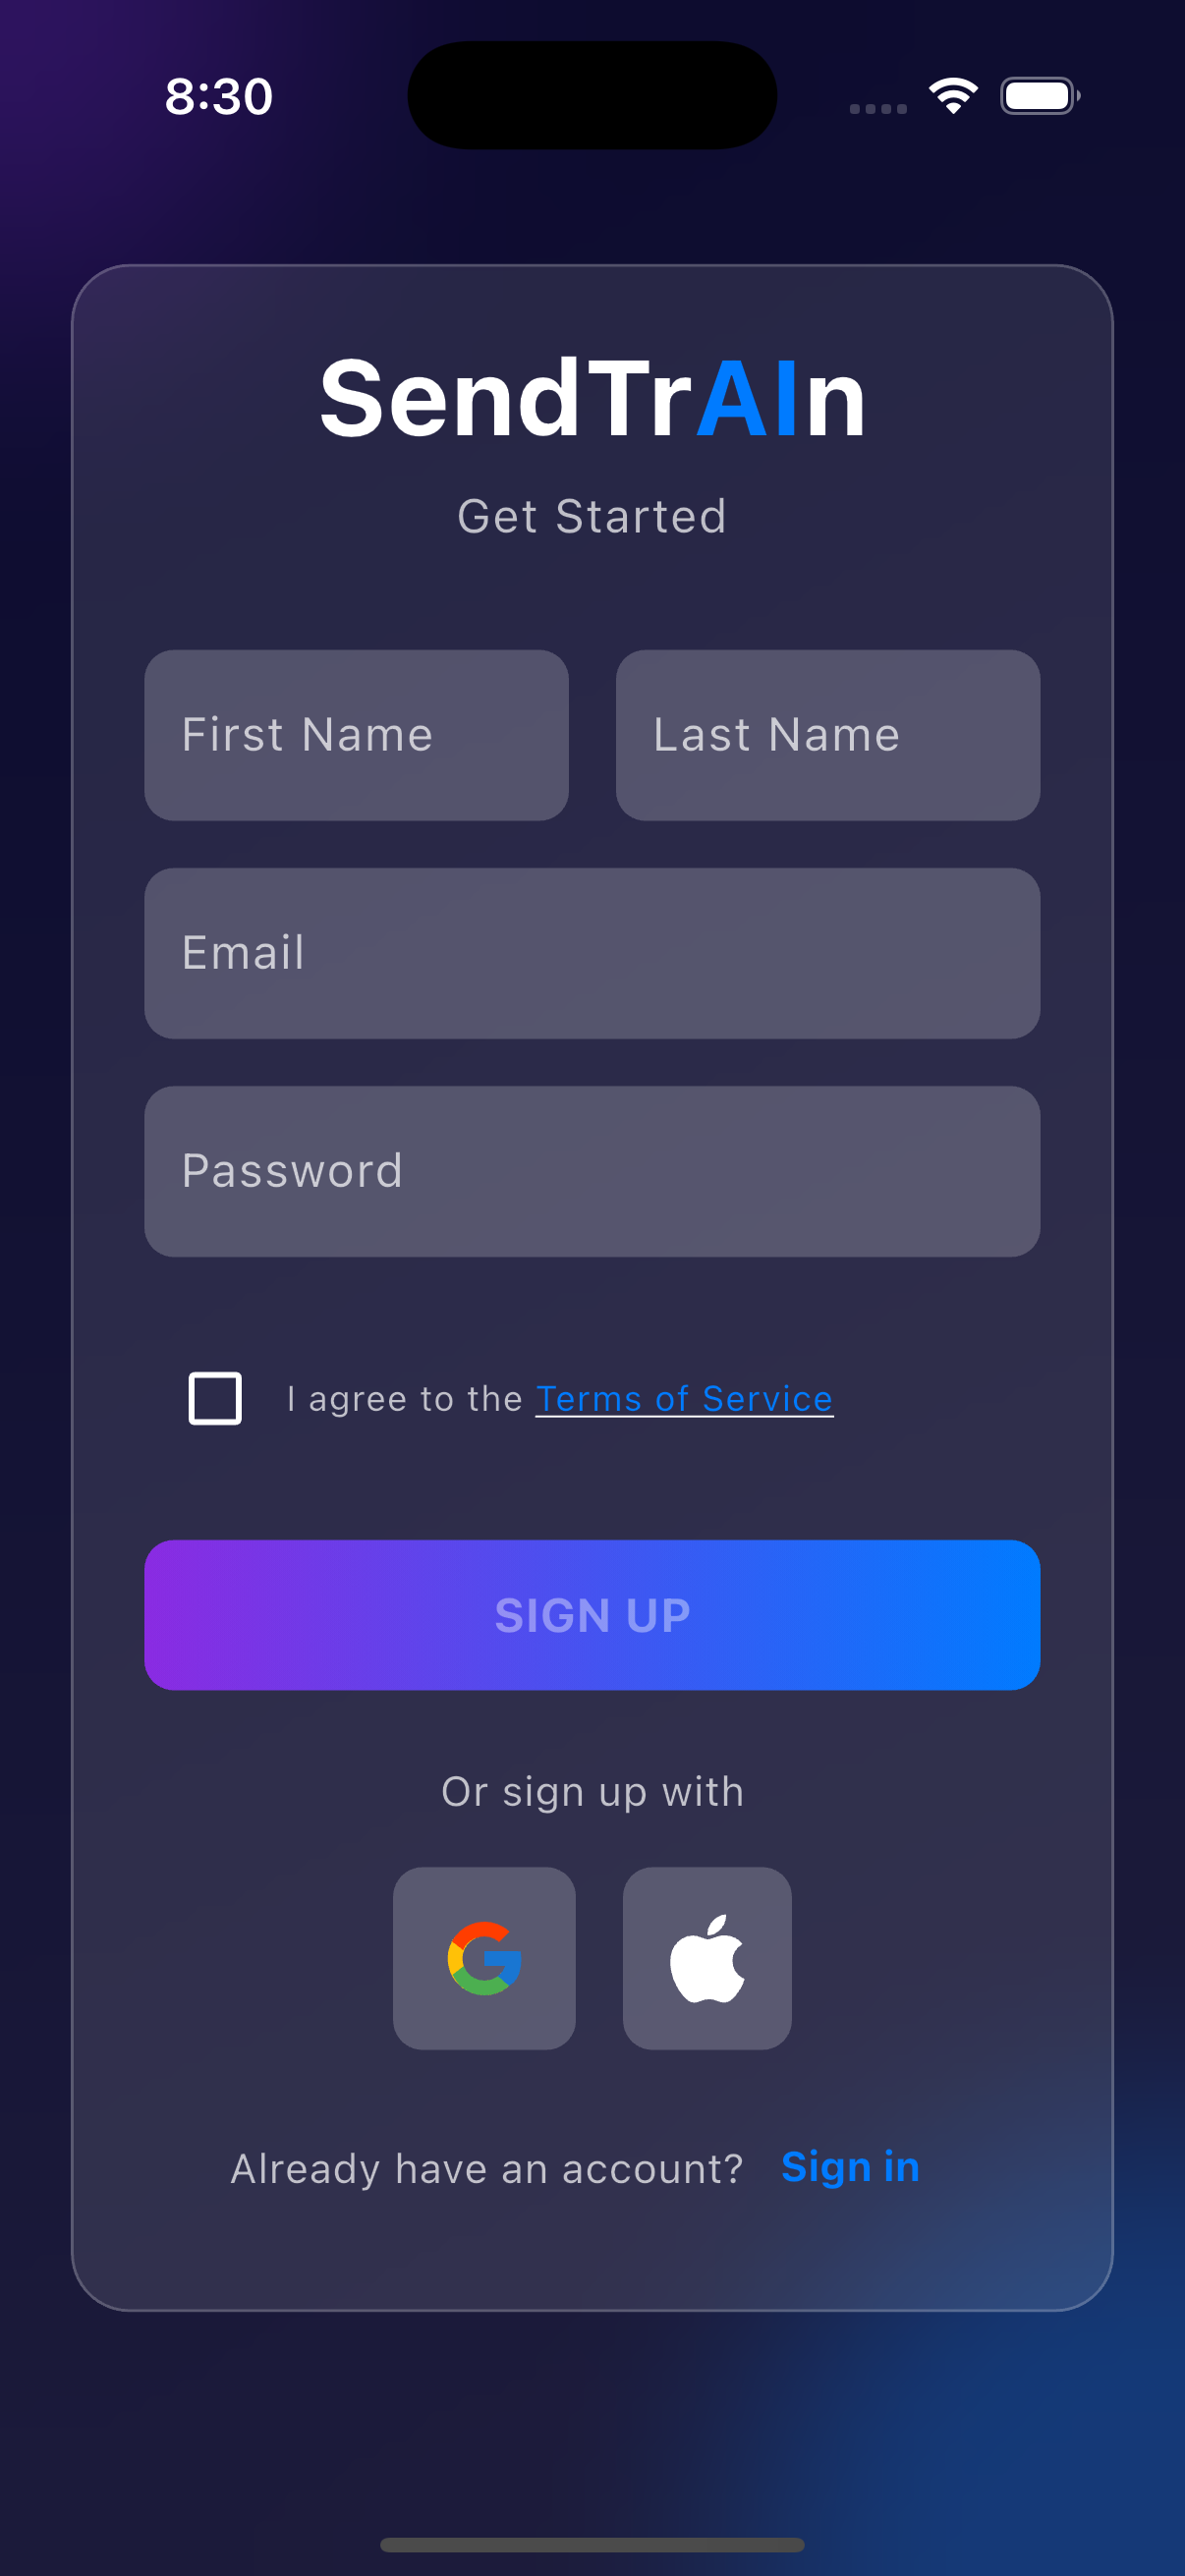 8:30
SendTrAIn
Get Started
First Name
Last Name
Email
Password
I agree to the Terms of Service
SIGN UP
Or sign up with
Already have an account? Sign in